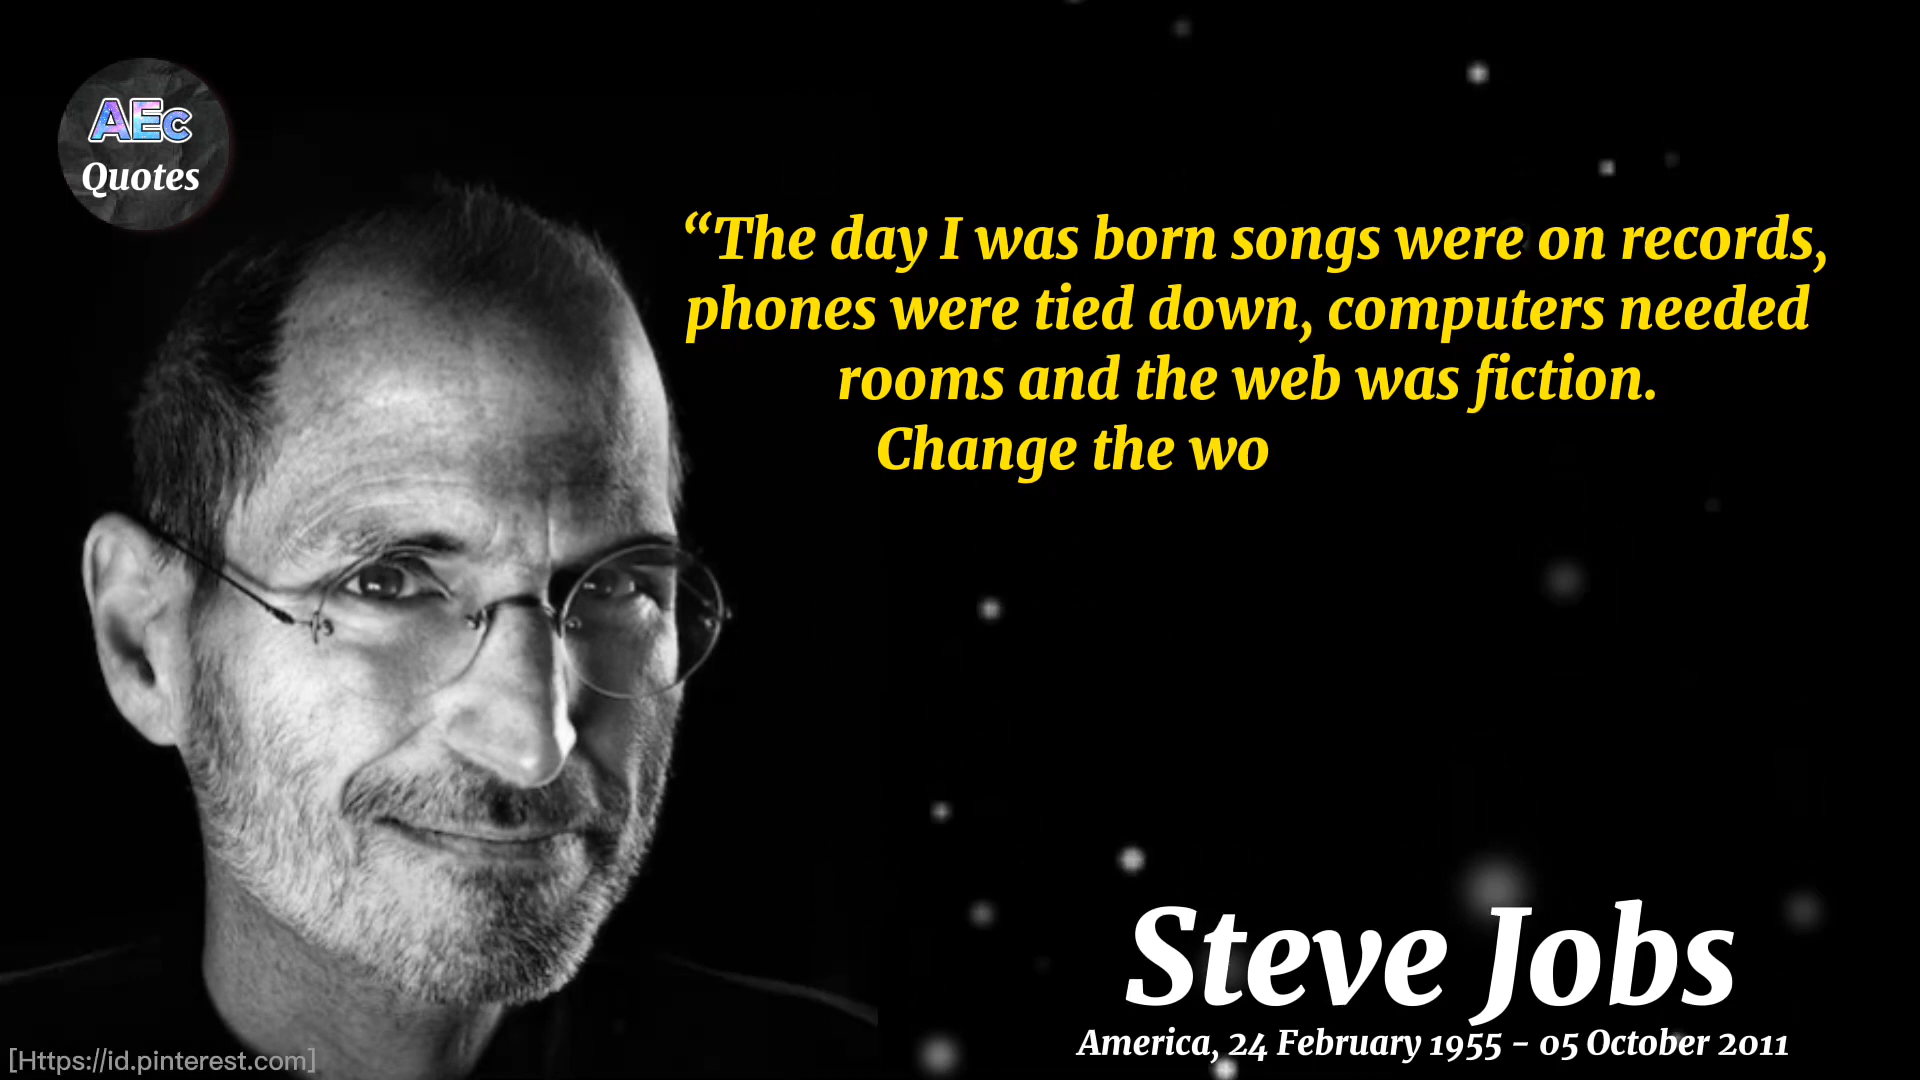 AEc
Quotes
“The day I was born songs were on records,
phones were tied down, computers needed
rooms and the web was fiction.
Change the wo
Steve Jobs
America, 24 February 1955 - 05 October 2011
[Https://id.pinterest.com]